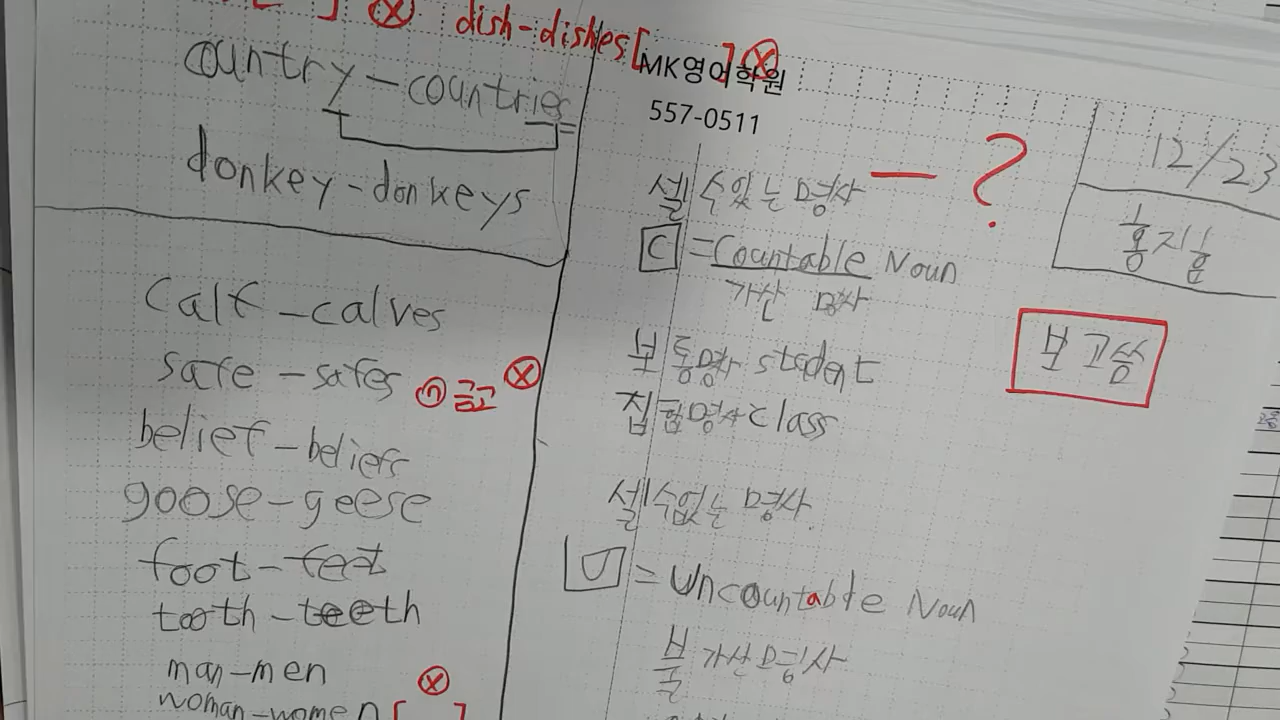 dish-dishes[ ] ⓧ
country-countries
donkey-donkeys
calf-calves
safe-safes ㉠ 금고 ⓧ
belief-beliefs
goose-geese
foot-feet
tooth-teeth
man-men
woman-women[ ] ⓧ
MK영어학원
557-0511
12/23
셀 수 있는 명사 - ?
C = Countable Noun
가산 명사
보고싶
보통명사 student
집합명사 class
셀 수 없는 명사
U = Uncountable Noun
불가산 명사